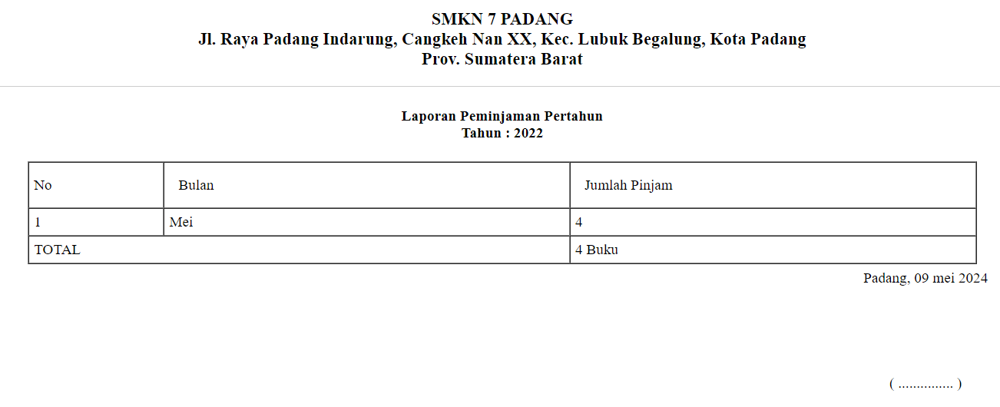 SMKN 7 PADANG
Jl. Raya Padang Indarung, Cangkeh Nan XX, Kec. Lubuk Begalung, Kota Padang
Prov. Sumatera Barat
Laporan Peminjaman Pertahun
Tahun : 2022
No Bulan Jumlah Pinjam
1 Mei 4
TOTAL 4 Buku
Padang, 09 mei 2024
( ............... )